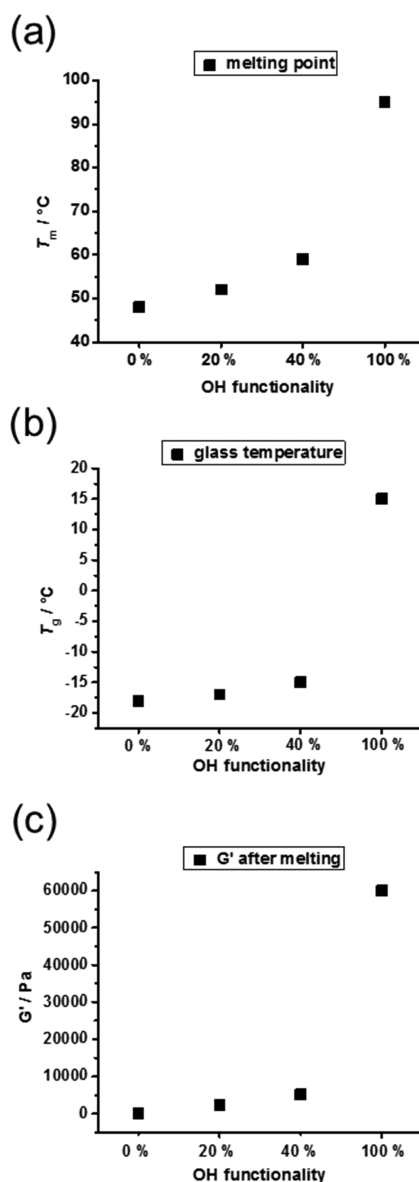 (a)
melting point
100
90
80
70
60
50
40
Tm / °C
0 % 20 % 40 % 100 %
OH functionality
(b)
glass temperature
20
15
10
5
0
-5
-10
-15
-20
Tg / °C
0 % 20 % 40 % 100 %
OH functionality
(c)
G' after melting
60000
50000
40000
30000
20000
10000
0
G' / Pa
0 % 20 % 40 % 100 %
OH functionality